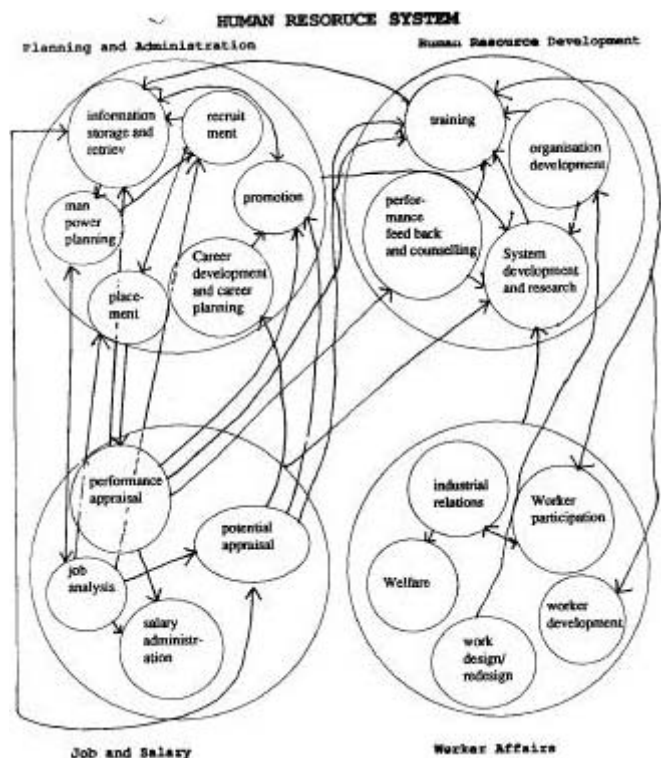 HUMAN RESORUCE SYSTEM
Planning and Administration
Human Resource Development
information
storage and
retriev
recruit
ment
man
power
planning
promotion
Career
development
and career
planning
place-
ment
training
organisation
development
perfor-
mance
feed back
and counselling
System
development
and research
performance
appraisal
potential
appraisal
job
analysis
salary
administr-
ation
industrial
relations
Worker
participation
Welfare
worker
development
work
design/
redesign
Job and Salary
Worker Affairs